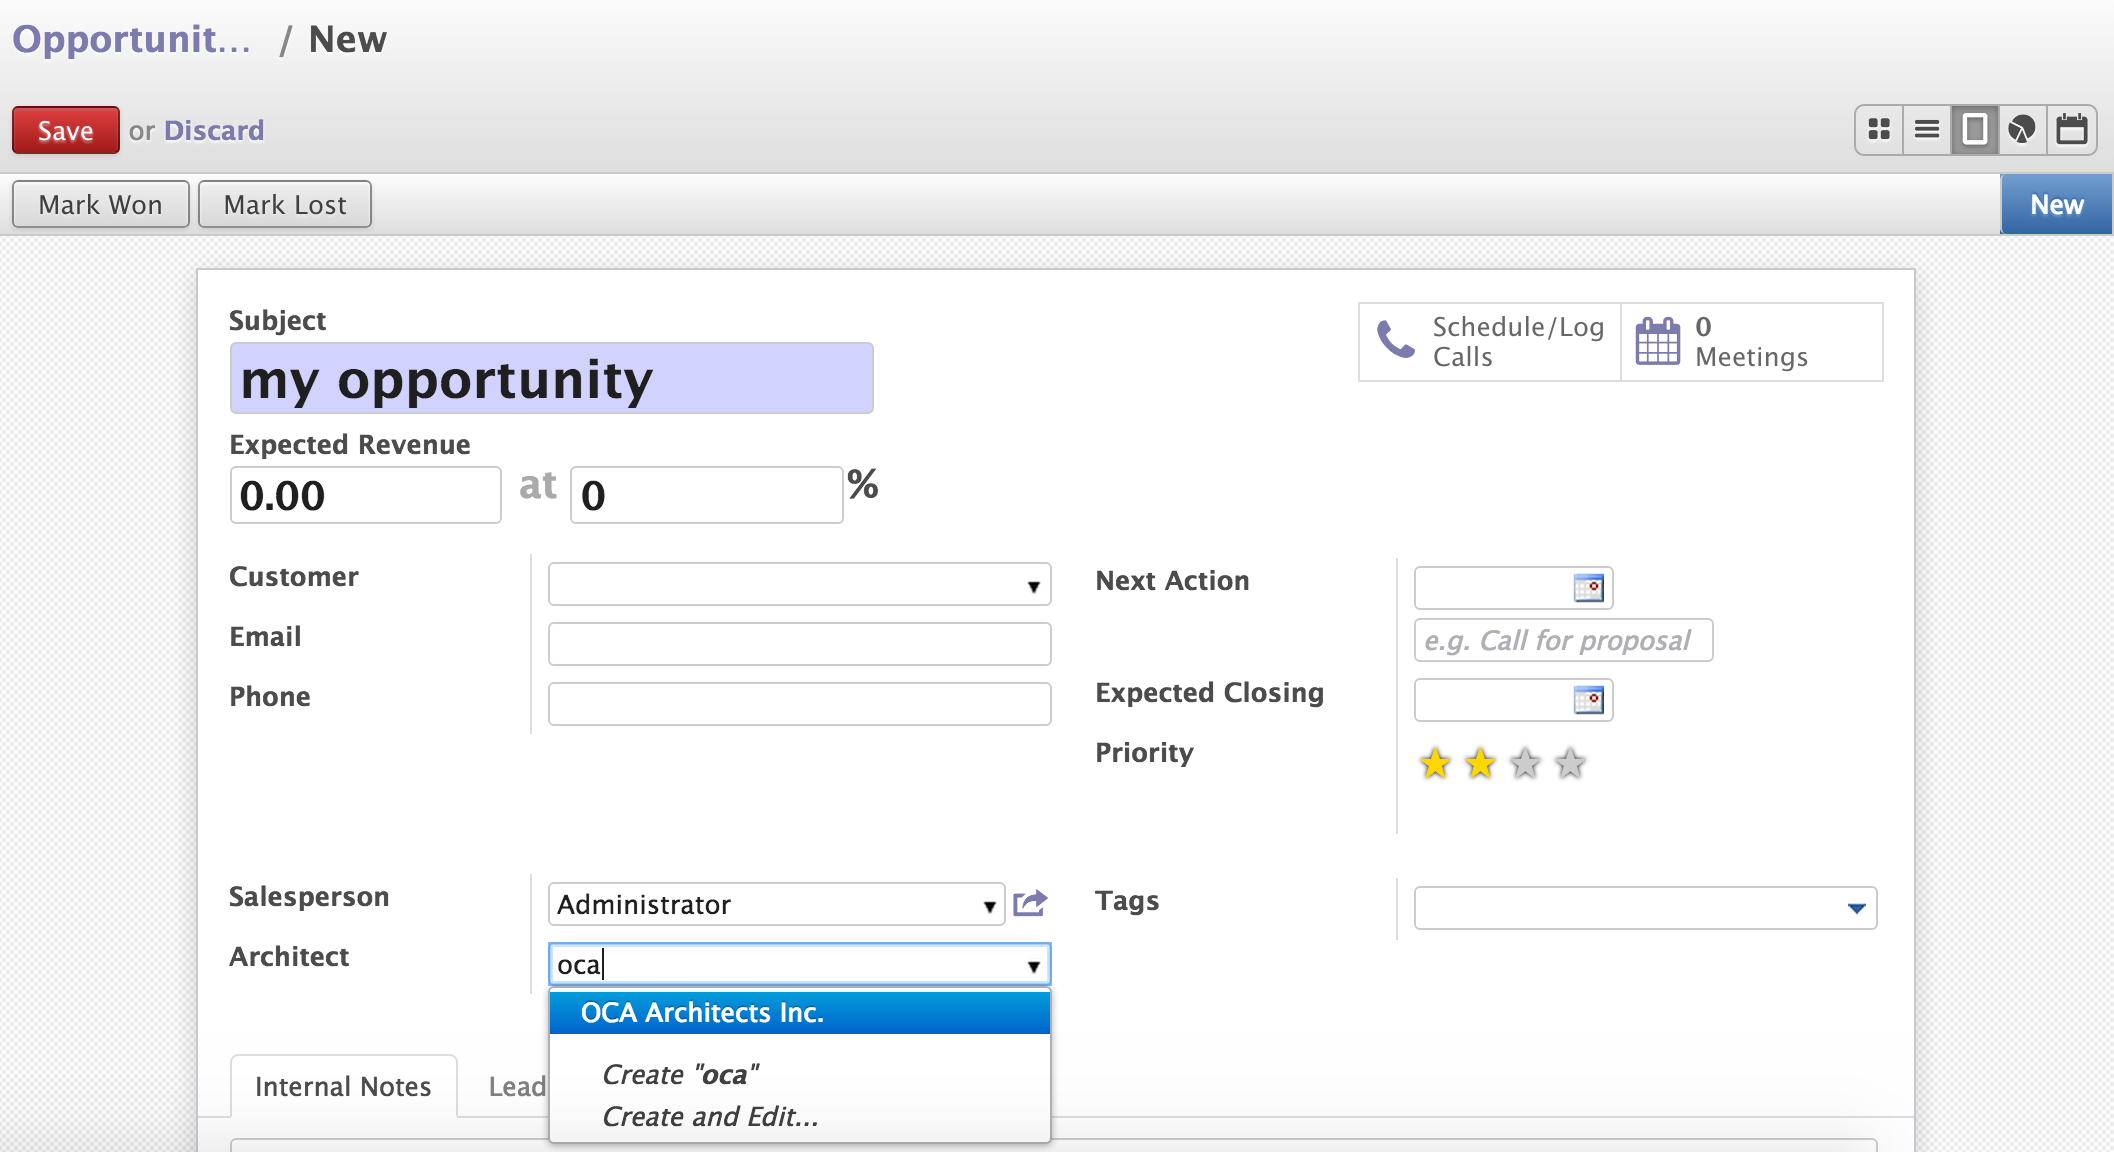 Opportunit... / New
Save or Discard
Mark Won Mark Lost New
Subject
my opportunity
Schedule/Log Calls
0 Meetings
Expected Revenue
0.00 at 0 %
Customer
Email
Phone
Next Action
e.g. Call for proposal
Expected Closing
Priority
Salesperson Administrator
Tags
Architect oca
OCA Architects Inc.
Create "oca"
Create and Edit...
Internal Notes Lead